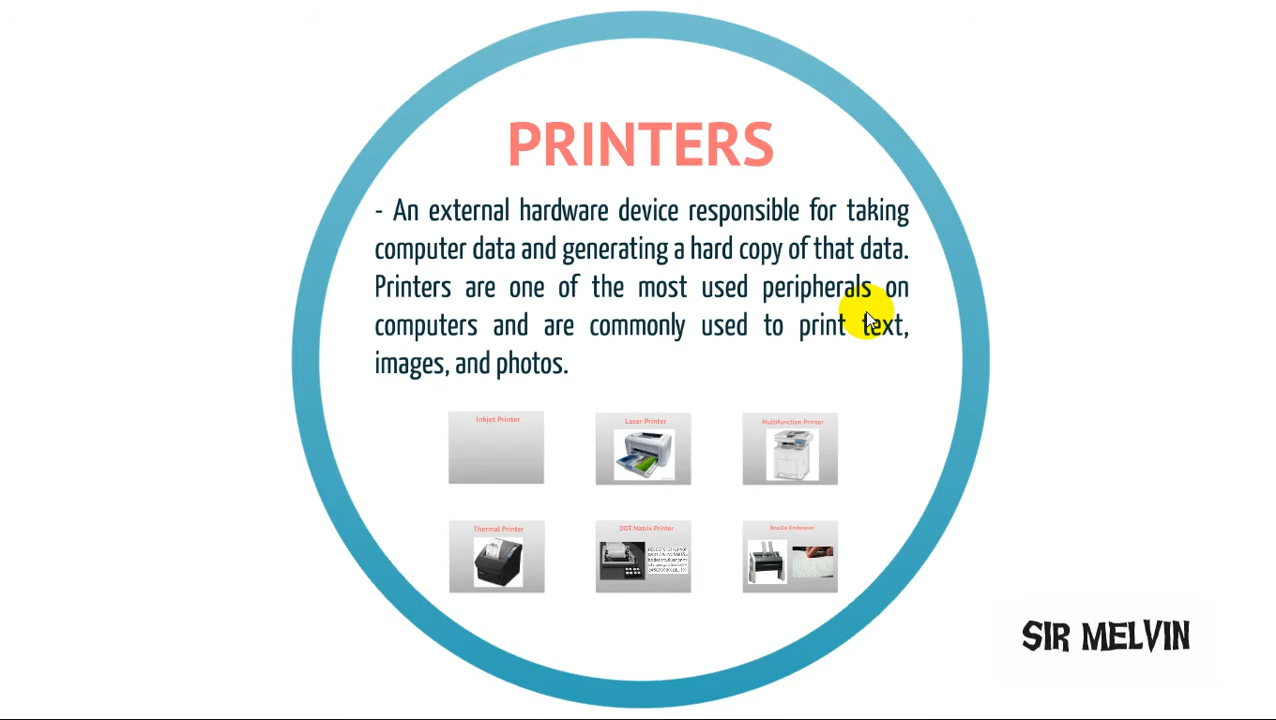 PRINTERS
- An external hardware device responsible for taking
computer data and generating a hard copy of that data.
Printers are one of the most used peripherals on
computers and are commonly used to print text,
images, and photos.
Inkjet Printer
Laser Printer
Multifunction Printer
Thermal Printer
DOT Matrix Printer
Braille Embosser
SIR MELVIN